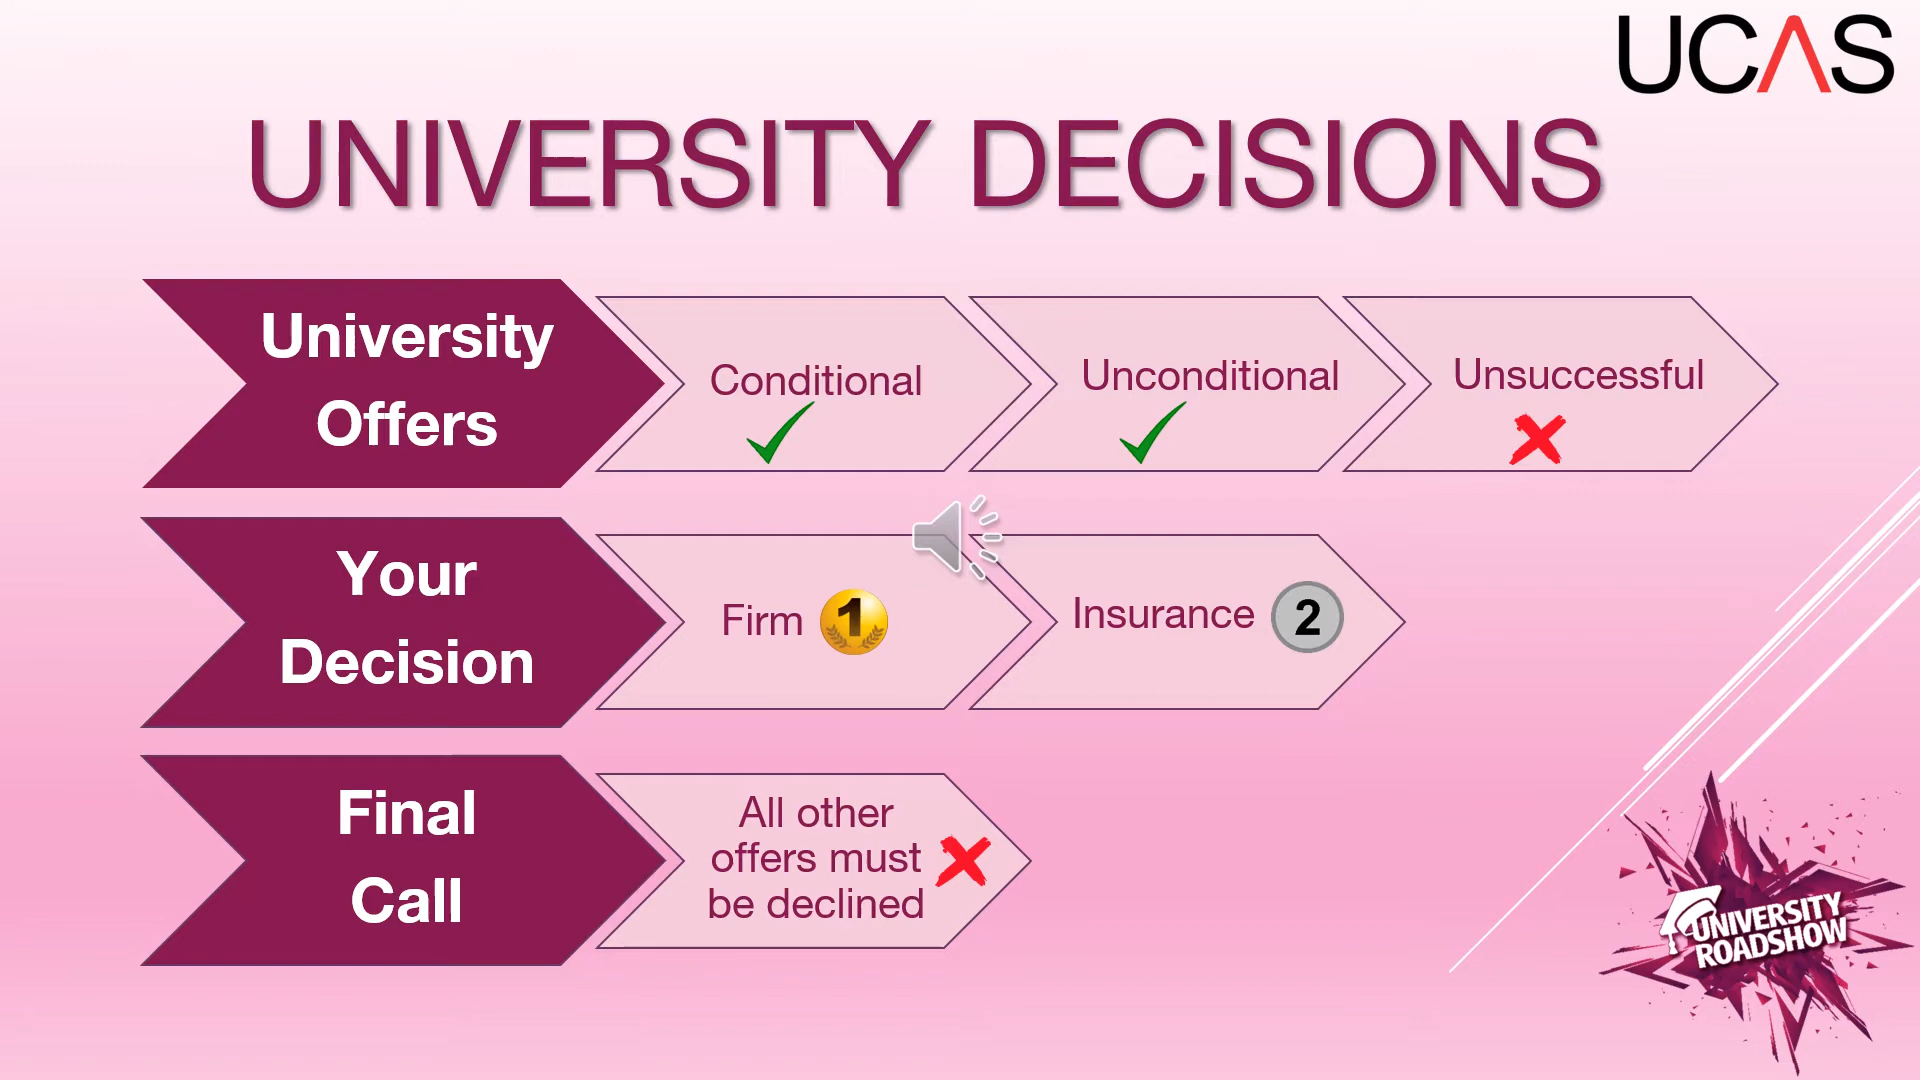 UCAS
UNIVERSITY DECISIONS
University
Offers
Conditional
Unconditional
Unsuccessful
Your
Decision
Firm 1
Insurance 2
Final
Call
All other
offers must
be declined
UNIVERSITY
ROADSHOW